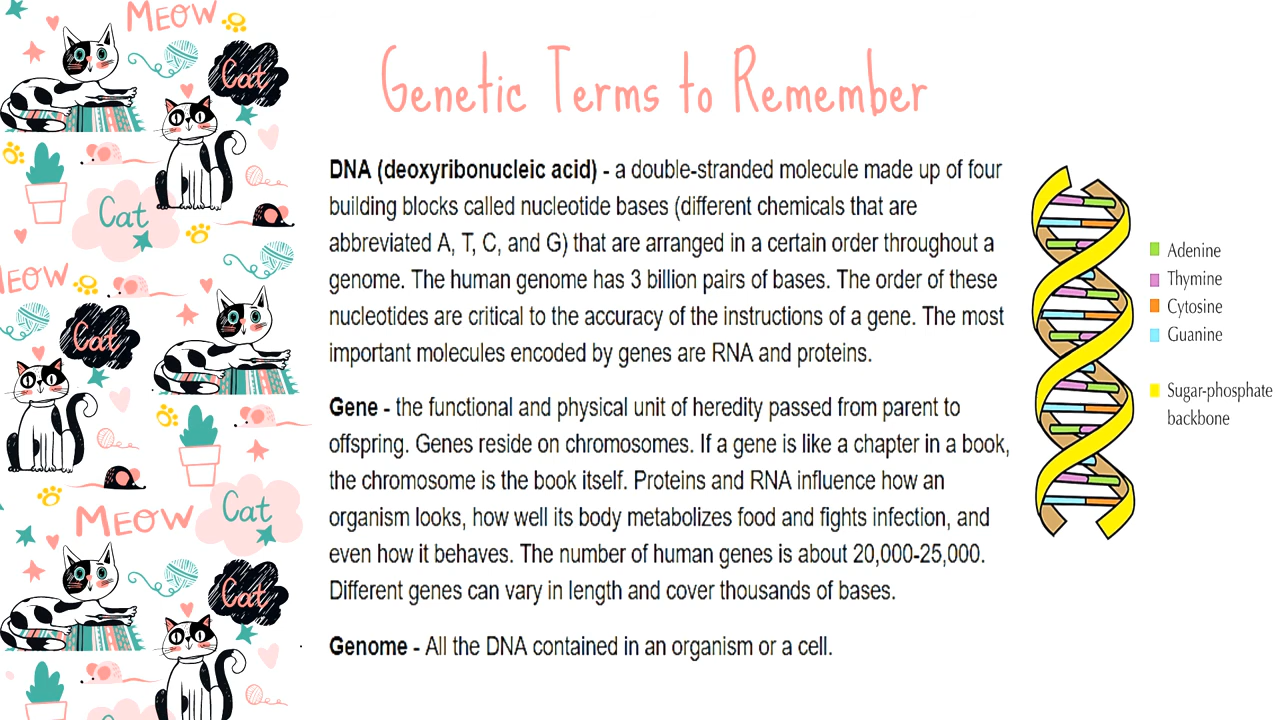 MEOW
Cat
Cat
MEOW
Cat
MEOW
Cat
Cat
Genetic Terms to Remember
DNA (deoxyribonucleic acid) - a double-stranded molecule made up of four
building blocks called nucleotide bases (different chemicals that are
abbreviated A, T, C, and G) that are arranged in a certain order throughout a
genome. The human genome has 3 billion pairs of bases. The order of these
nucleotides are critical to the accuracy of the instructions of a gene. The most
important molecules encoded by genes are RNA and proteins.
Gene - the functional and physical unit of heredity passed from parent to
offspring. Genes reside on chromosomes. If a gene is like a chapter in a book,
the chromosome is the book itself. Proteins and RNA influence how an
organism looks, how well its body metabolizes food and fights infection, and
even how it behaves. The number of human genes is about 20,000-25,000.
Different genes can vary in length and cover thousands of bases.
Genome - All the DNA contained in an organism or a cell.
Adenine
Thymine
Cytosine
Guanine
Sugar-phosphate
backbone